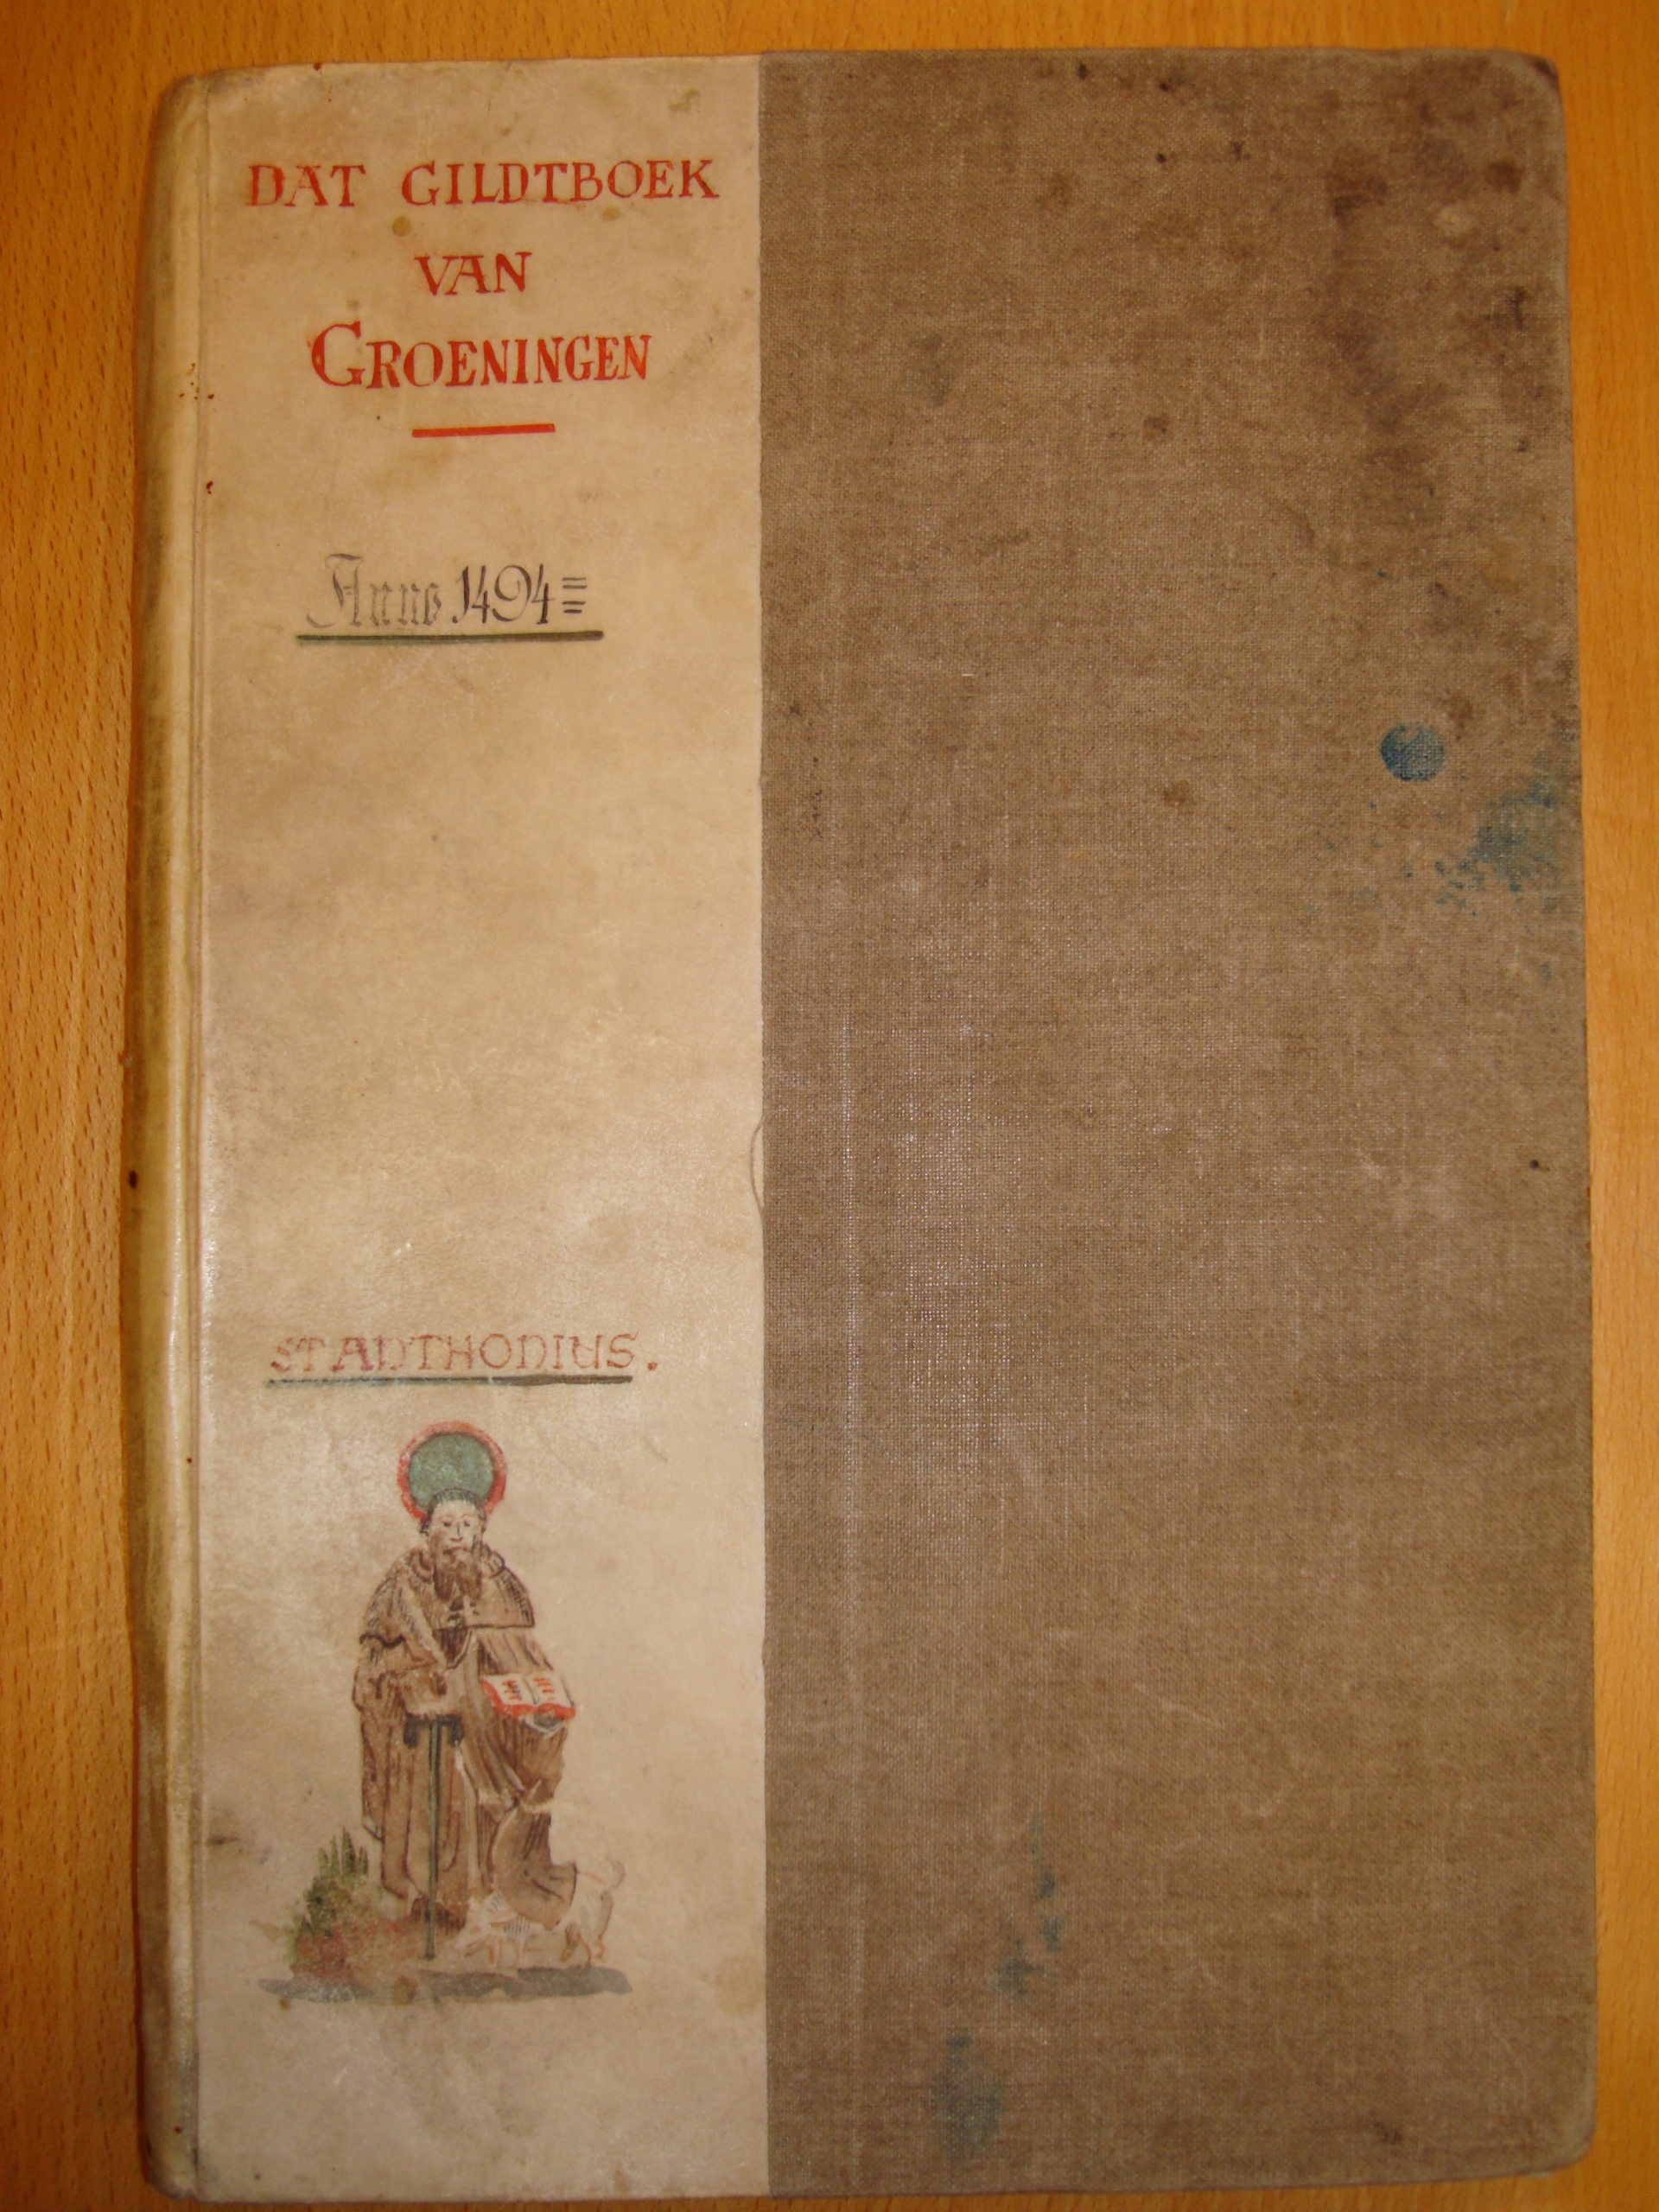 DAT GILDTBOEK
VAN
GROENINGEN
Anno 1494=
ST ANTHONIUS.